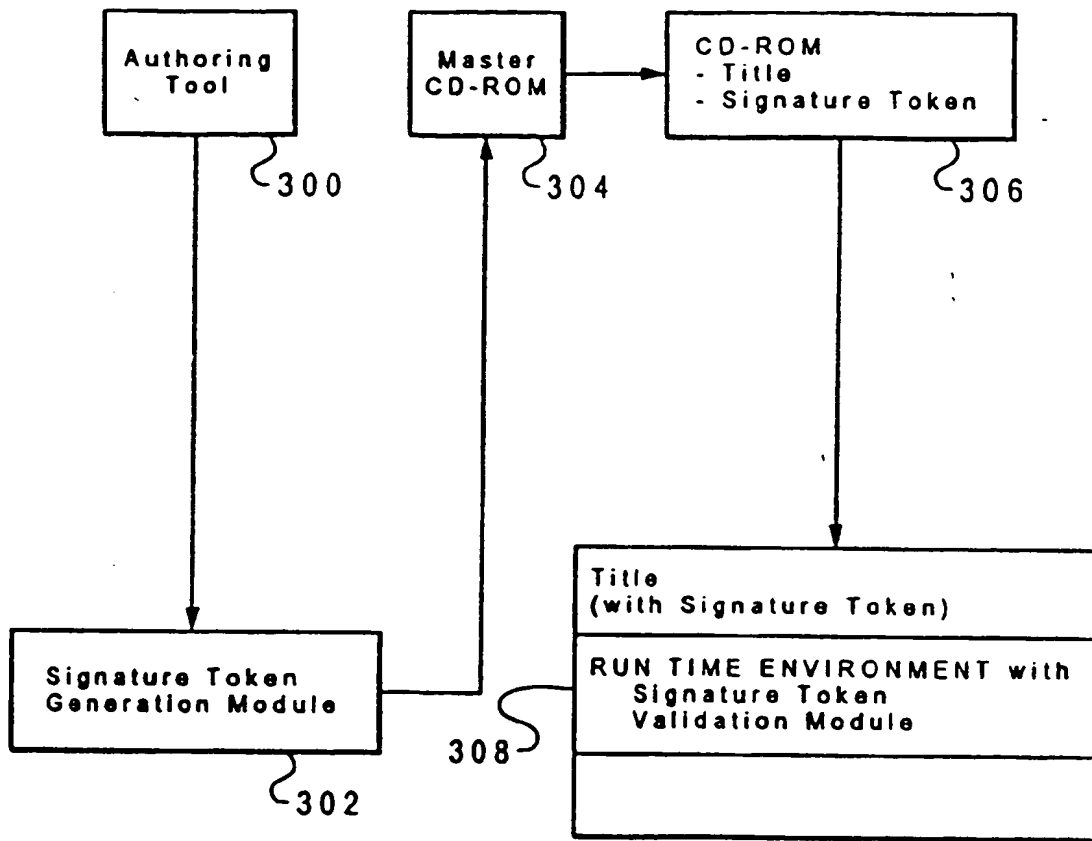 Authoring
Tool
300
Master
CD-ROM
304
CD-ROM
- Title
- Signature Token
306
Signature Token
Generation Module
302
Title
(with Signature Token)
RUN TIME ENVIRONMENT with
Signature Token
Validation Module
308